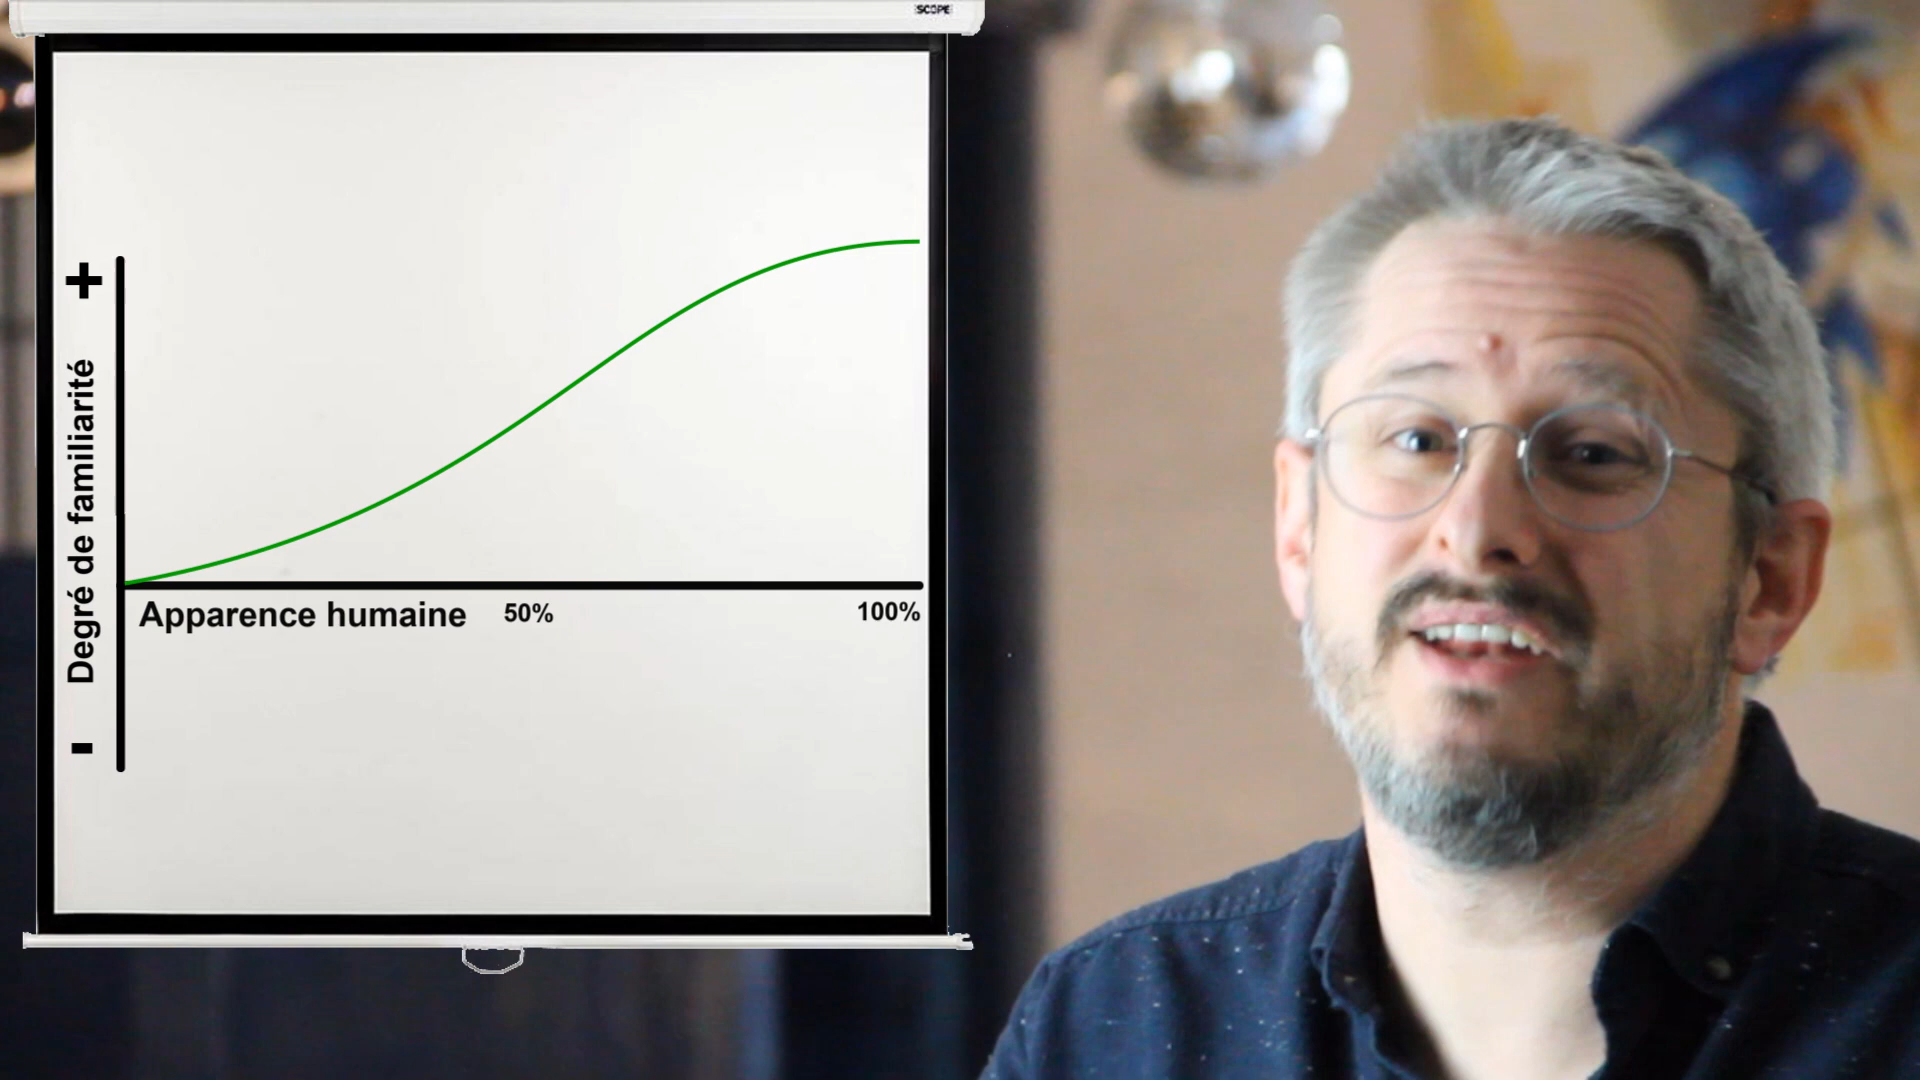 SCOPE
+
Degré de familiarité
-
Apparence humaine
50%
100%